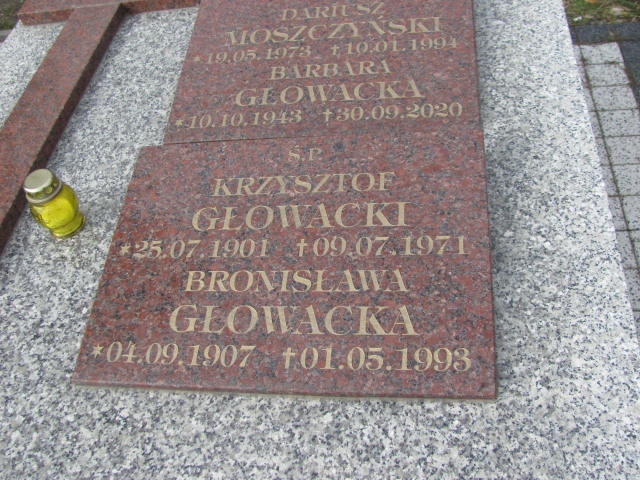 DARIUSZ
MOSZCZYŃSKI
*19.05.1973 †10.01.1994
BARBARA
GŁOWACKA
*10.10.1943 †30.09.2020
Ś.P.
KRZYSZTOF
GŁOWACKI
*25.07.1901 †09.07.1971
BRONISŁAWA
GŁOWACKA
*04.09.1907 †01.05.1993